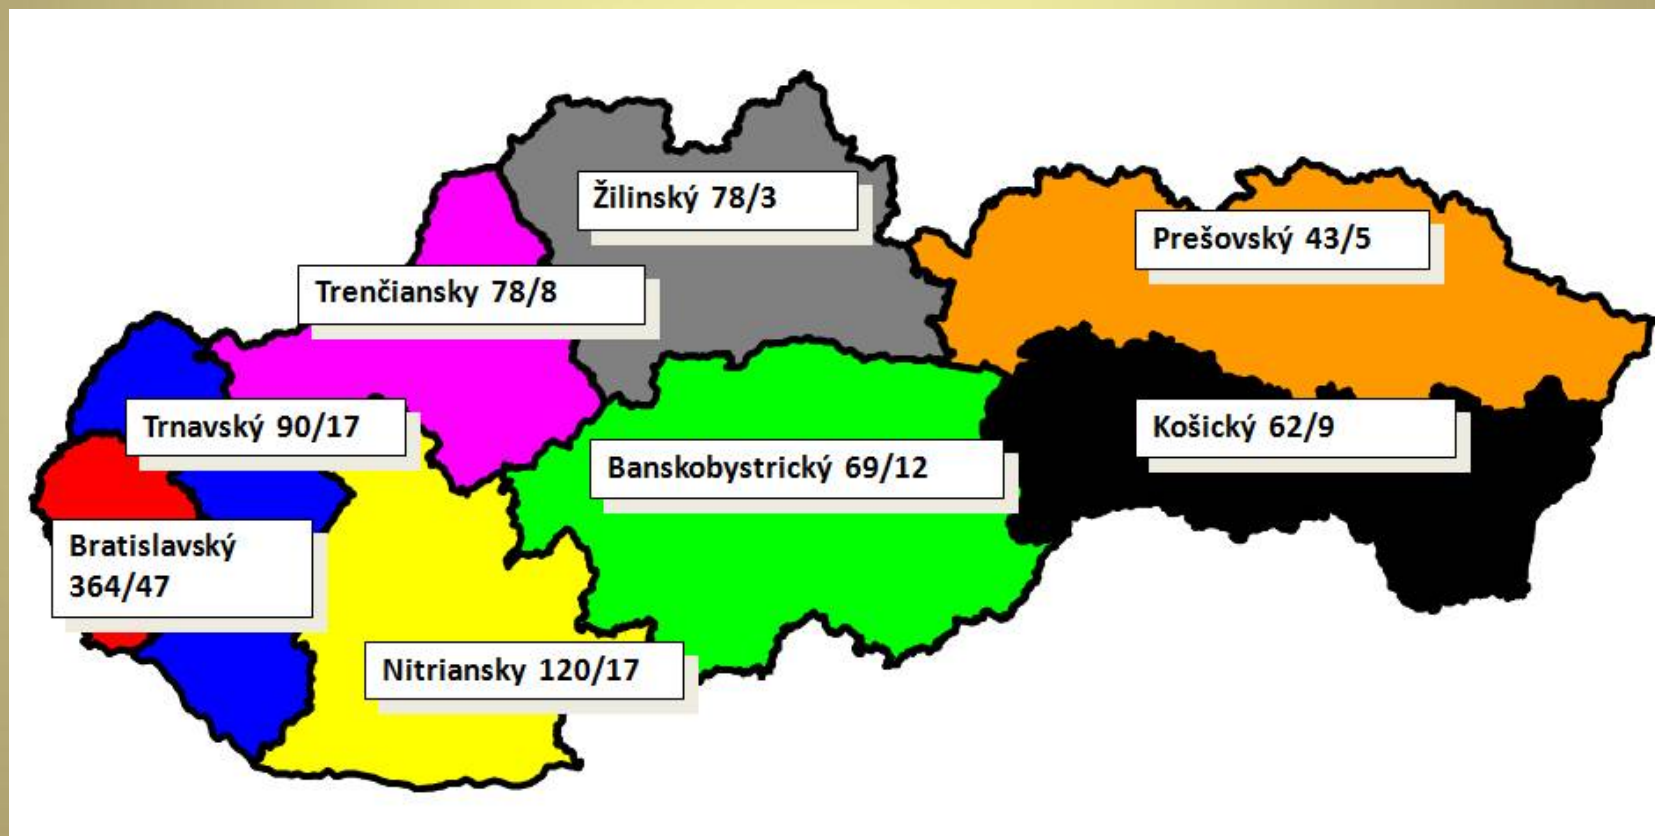 Žilinský 78/3
Prešovský 43/5
Trenčiansky 78/8
Trnavský 90/17
Košický 62/9
Banskobystrický 69/12
Bratislavský
364/47
Nitriansky 120/17